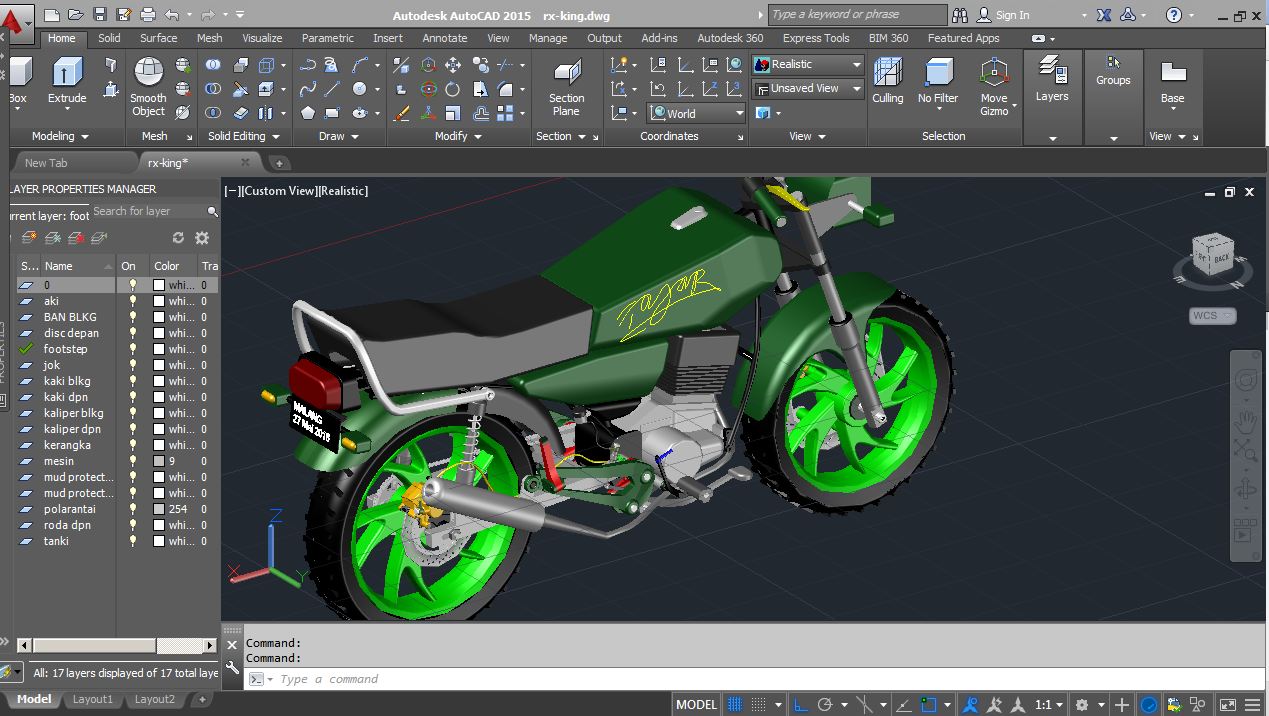 Autodesk AutoCAD 2015 rx-king.dwg
Type a keyword or phrase
Sign In
Home Solid Surface Mesh Visualize Parametric Insert Annotate View Manage Output Add-ins Autodesk 360 Express Tools BIM 360 Featured Apps
Box
Extrude
Smooth Object
Section Plane
World
Realistic
Unsaved View
Culling
No Filter
Move Gizmo
Layers
Groups
Base
Modeling Mesh Solid Editing Draw Modify Section Coordinates View Selection View
New Tab
rx-king*
LAYER PROPERTIES MANAGER
[−][Custom View][Realistic]
urrent layer: foot
Search for layer
S... Name On Color Tra
0 whi... 0
aki whi... 0
BAN BLKG whi... 0
disc depan whi... 0
footstep whi... 0
jok whi... 0
kaki blkg whi... 0
kaki dpn whi... 0
kaliper blkg whi... 0
kaliper dpn whi... 0
kerangka whi... 0
mesin 9 0
mud protect... whi... 0
mud protect... whi... 0
polarantai 254 0
roda dpn whi... 0
tanki whi... 0
PROPERTIES
MALANG
27 Mei 2015
X
Y
Z
BACK
WCS
Command:
Command:
Type a command
All: 17 layers displayed of 17 total laye
Model Layout1 Layout2
MODEL
1:1